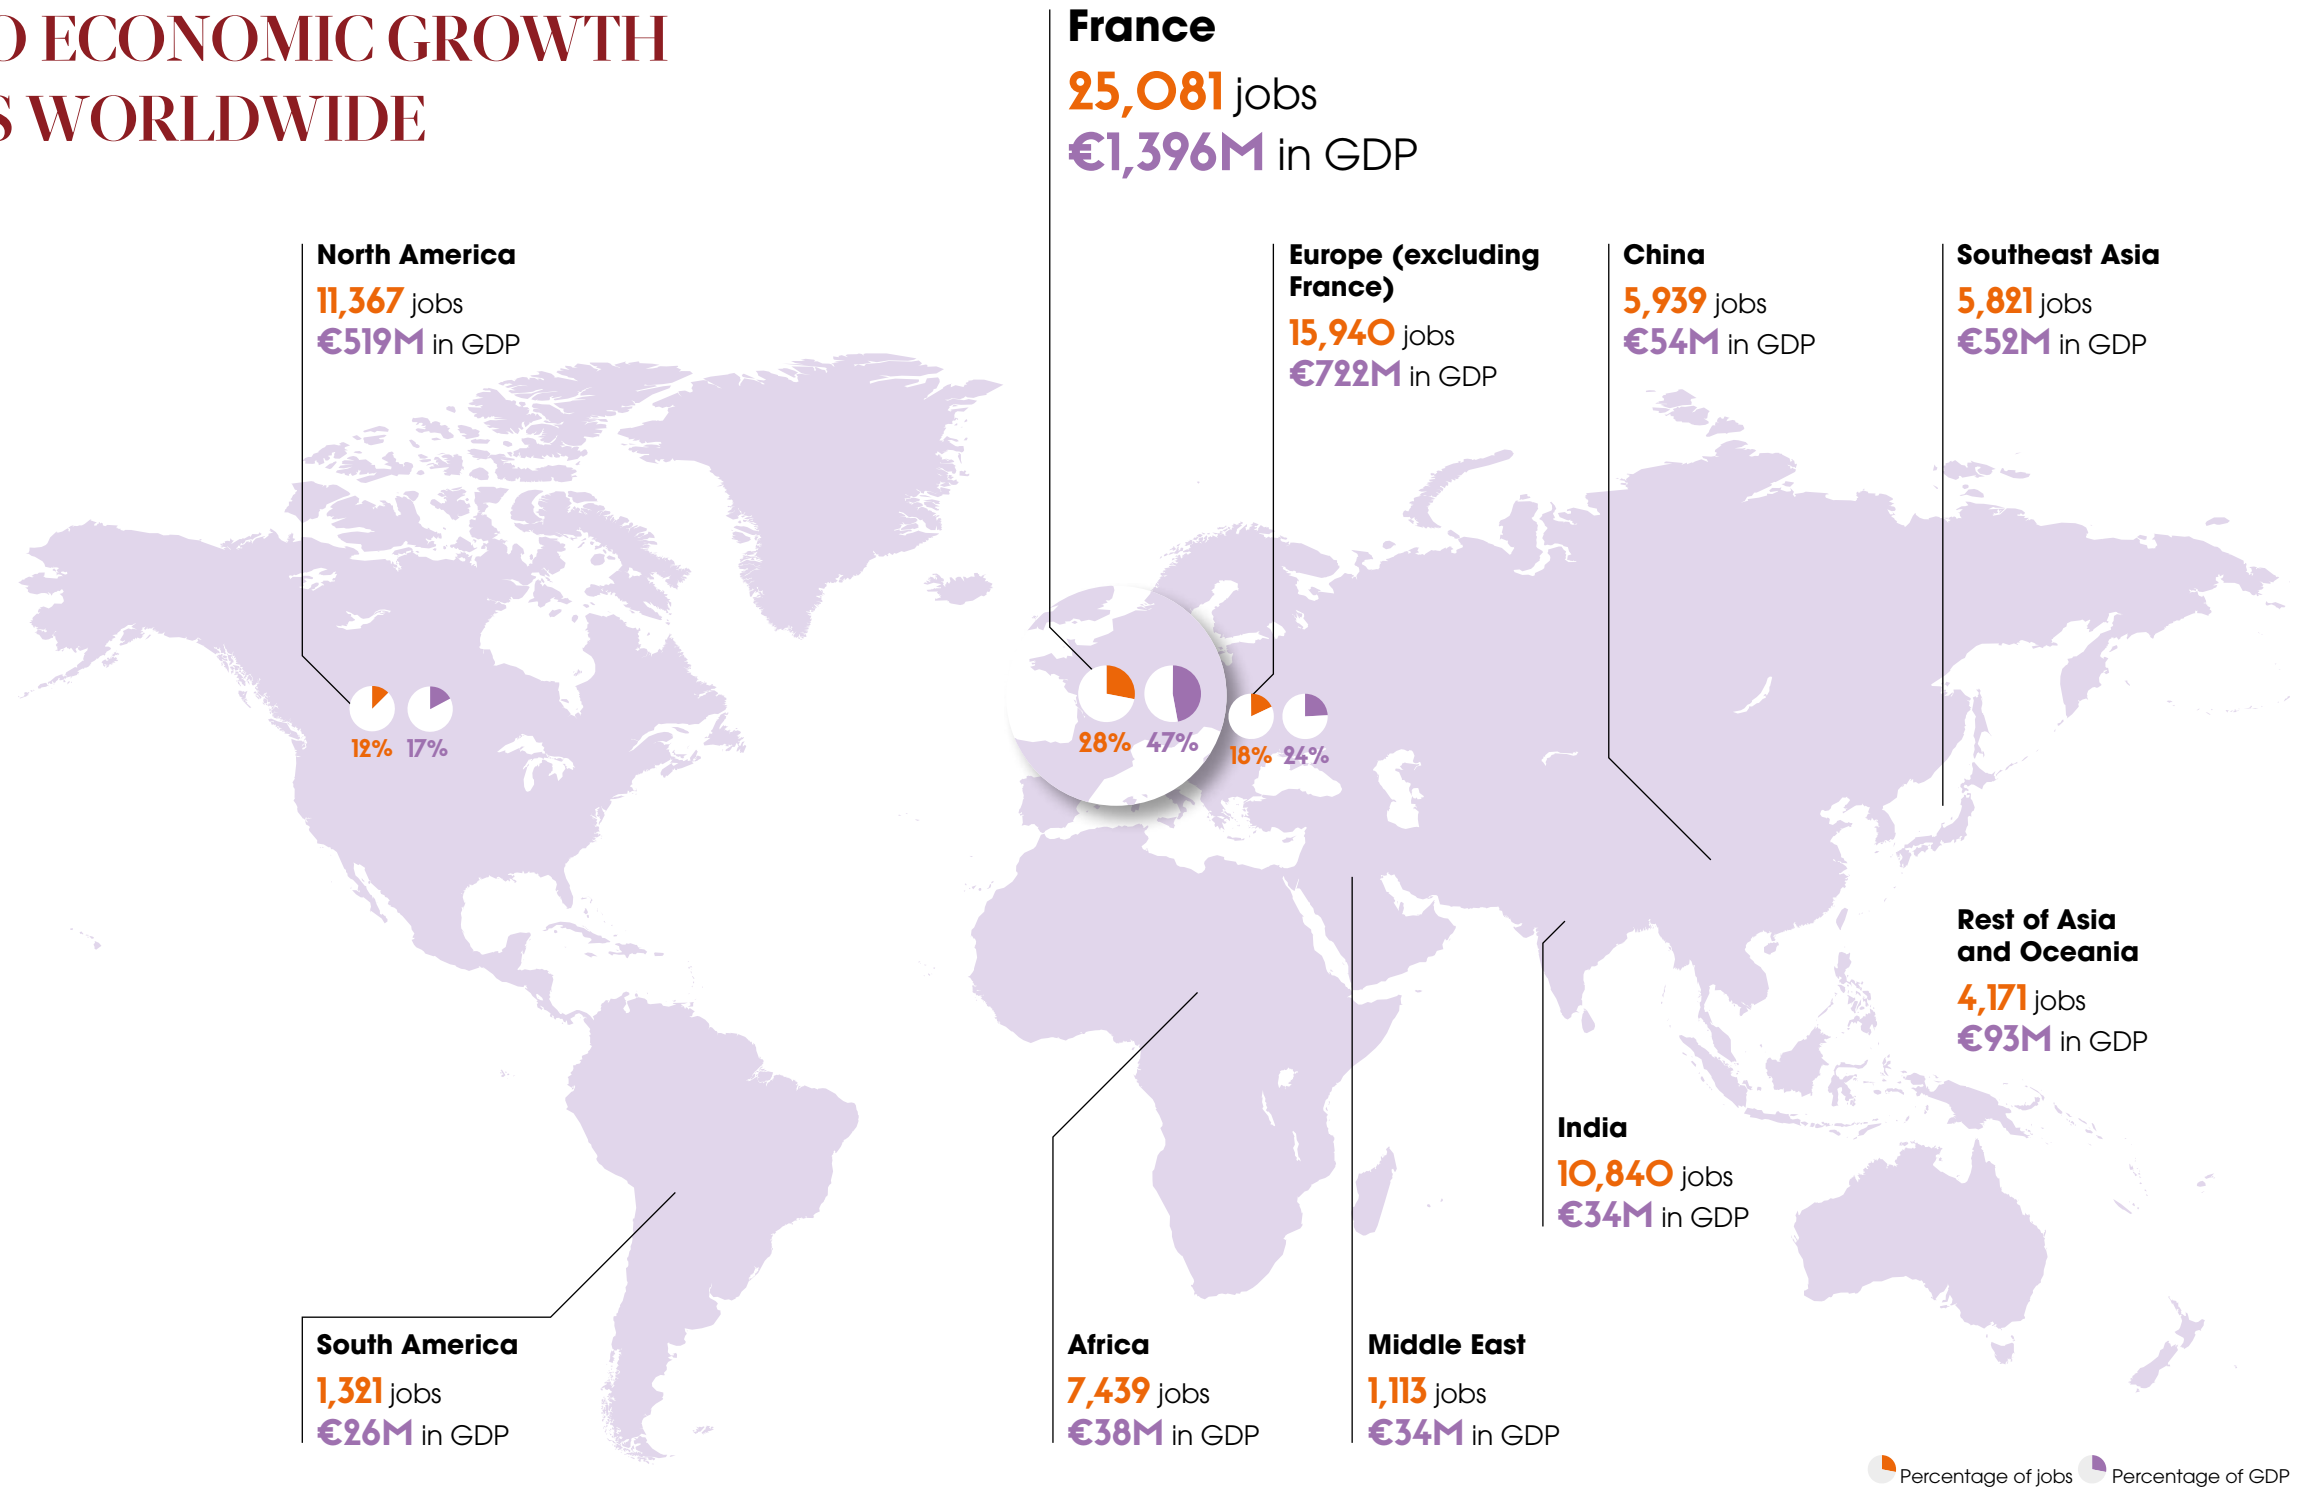 O ECONOMIC GROWTH
S WORLDWIDE
France
25,081 jobs
€1,396M in GDP
North America
11,367 jobs
€519M in GDP
Europe (excluding
France)
15,940 jobs
€722M in GDP
China
5,939 jobs
€54M in GDP
Southeast Asia
5,821 jobs
€52M in GDP
12% 17%
28% 47%
18% 24%
Rest of Asia
and Oceania
4,171 jobs
€93M in GDP
India
10,840 jobs
€34M in GDP
South America
1,321 jobs
€26M in GDP
Africa
7,439 jobs
€38M in GDP
Middle East
1,113 jobs
€34M in GDP
Percentage of jobs Percentage of GDP